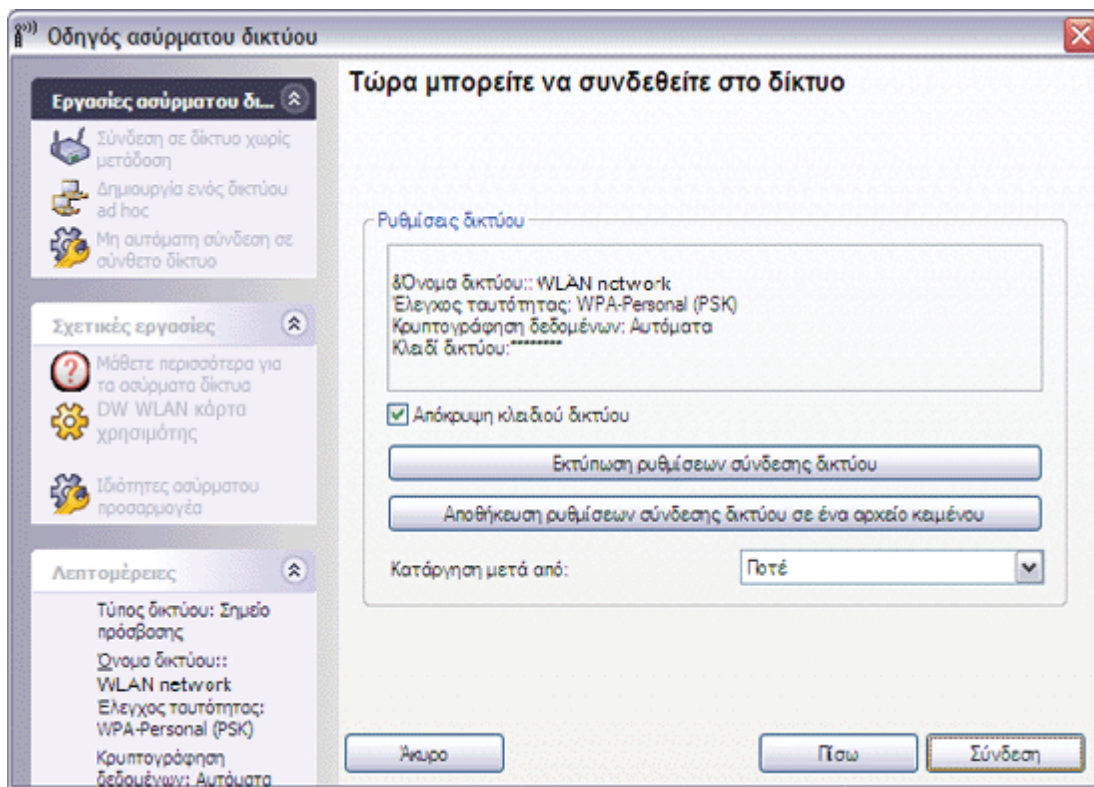 Οδηγός ασύρματου δικτύου
Εργασίες ασύρματου δι...
Σύνδεση σε δίκτυο χωρίς
μετάδοση
Δημιουργία ενός δικτύου
ad hoc
Μη αυτόματη σύνδεση σε
σύνθετο δίκτυο
Σχετικές εργασίες
Μάθετε περισσότερα για
τα ασύρματα δίκτυα
DW WLAN κάρτα
χρησιμότης
Ιδιότητες ασύρματου
προσαρμογέα
Λεπτομέρειες
Τύπος δικτύου: Σημείο
πρόσβασης
Όνομα δικτύου::
WLAN network
Έλεγχος ταυτότητας:
WPA-Personal (PSK)
Κρυπτογράφηση
δεδομένων: Αυτόματα
Τώρα μπορείτε να συνδεθείτε στο δίκτυο
Ρυθμίσεις δικτύου
&Όνομα δικτύου:: WLAN network
Έλεγχος ταυτότητας: WPA-Personal (PSK)
Κρυπτογράφηση δεδομένων: Αυτόματα
Κλειδί δικτύου:********
Απόκρυψη κλειδιού δικτύου
Εκτύπωση ρυθμίσεων σύνδεσης δικτύου
Αποθήκευση ρυθμίσεων σύνδεσης δικτύου σε ένα αρχείο κειμένου
Κατάργηση μετά από: Ποτέ
Άκυρο Πίσω Σύνδεση